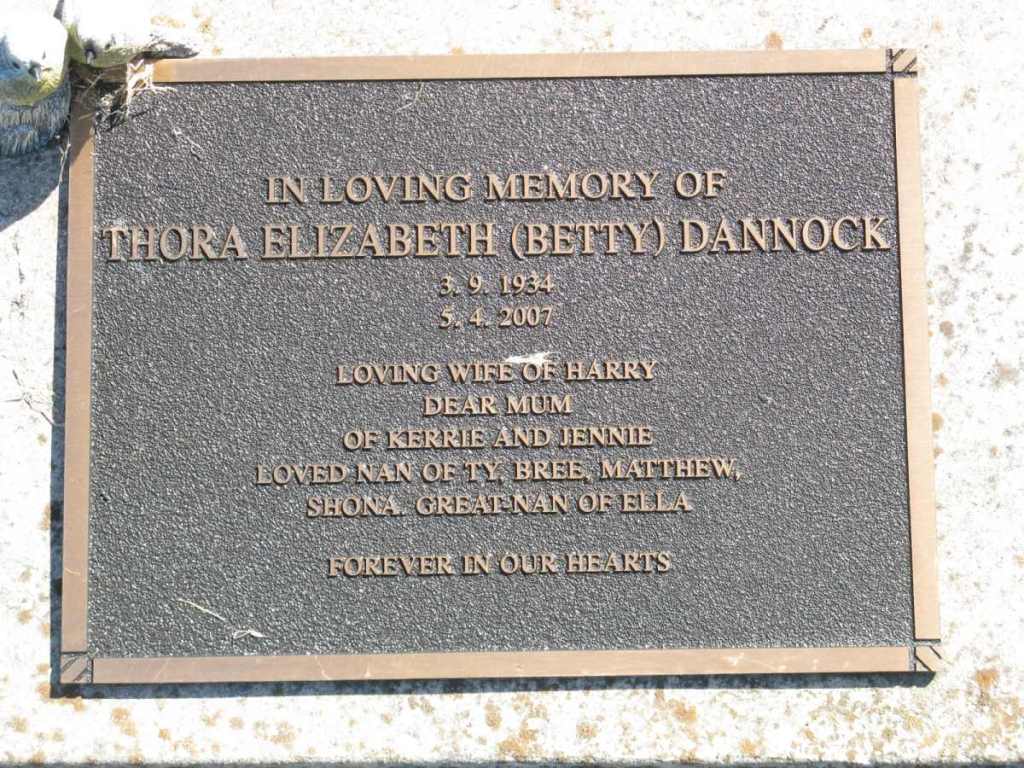 IN LOVING MEMORY OF
THORA ELIZABETH (BETTY) DANNOCK
3. 9. 1934
5. 4. 2007
LOVING WIFE OF HARRY
DEAR MUM
OF KERRIE AND JENNIE
LOVED NAN OF TY, BREE, MATTHEW,
SHONA. GREAT-NAN OF ELLA
FOREVER IN OUR HEARTS